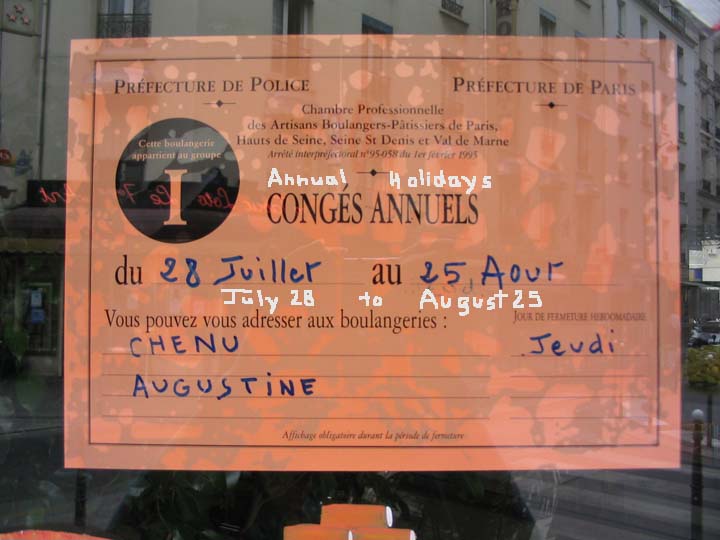 PRÉFECTURE DE POLICE PRÉFECTURE DE PARIS
Chambre Professionnelle
des Artisans Boulangers-Pâtissiers de Paris,
Hauts de Seine, Seine St Denis et Val de Marne
Arrêté interpréfectoral n°95-058 du 1er février 1995
Cette boulangerie
appartient au groupe
I
Annual Holidays
CONGÉS ANNUELS
du 28 Juillet au 25 Aout
July 28 to August 25
Vous pouvez vous adresser aux boulangeries : JOUR DE FERMETURE HEBDOMADAIRE
CHENU Jeudi
AUGUSTINE
Affichage obligatoire durant la période de fermeture